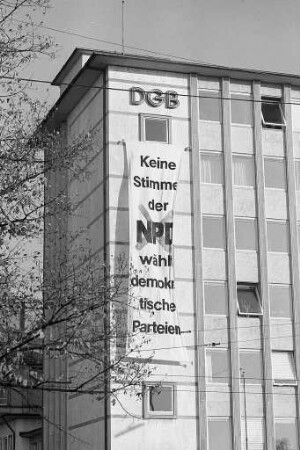 DGB
Keine
Stimme
der
NPD
wählt
demokra
tische
Parteien